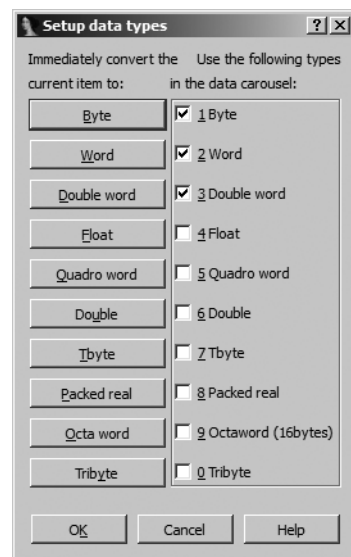 Setup data types
Immediately convert the Use the following types
current item to: in the data carousel:
Byte 1 Byte
Word 2 Word
Double word 3 Double word
Float 4 Float
Quadro word 5 Quadro word
Double 6 Double
Tbyte 7 Tbyte
Packed real 8 Packed real
Octa word 9 Octaword (16bytes)
Tribyte 0 Tribyte
OK Cancel Help